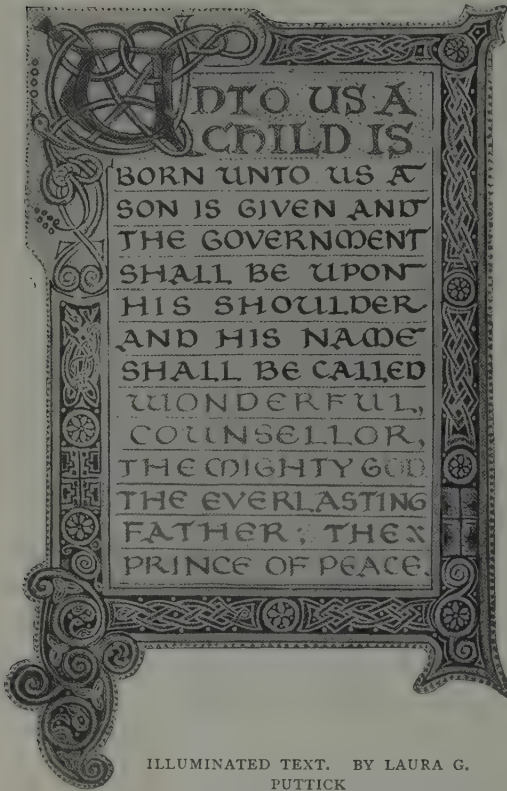 UNTO US A
CHILD IS
BORN UNTO US A
SON IS GIVEN AND
THE GOVERNMENT
SHALL BE UPON
HIS SHOULDER
AND HIS NAME
SHALL BE CALLED
WONDERFUL,
COUNSELLOR,
THE MIGHTY GOD
THE EVERLASTING
FATHER; THE
PRINCE OF PEACE.
ILLUMINATED TEXT. BY LAURA G.
PUTTICK